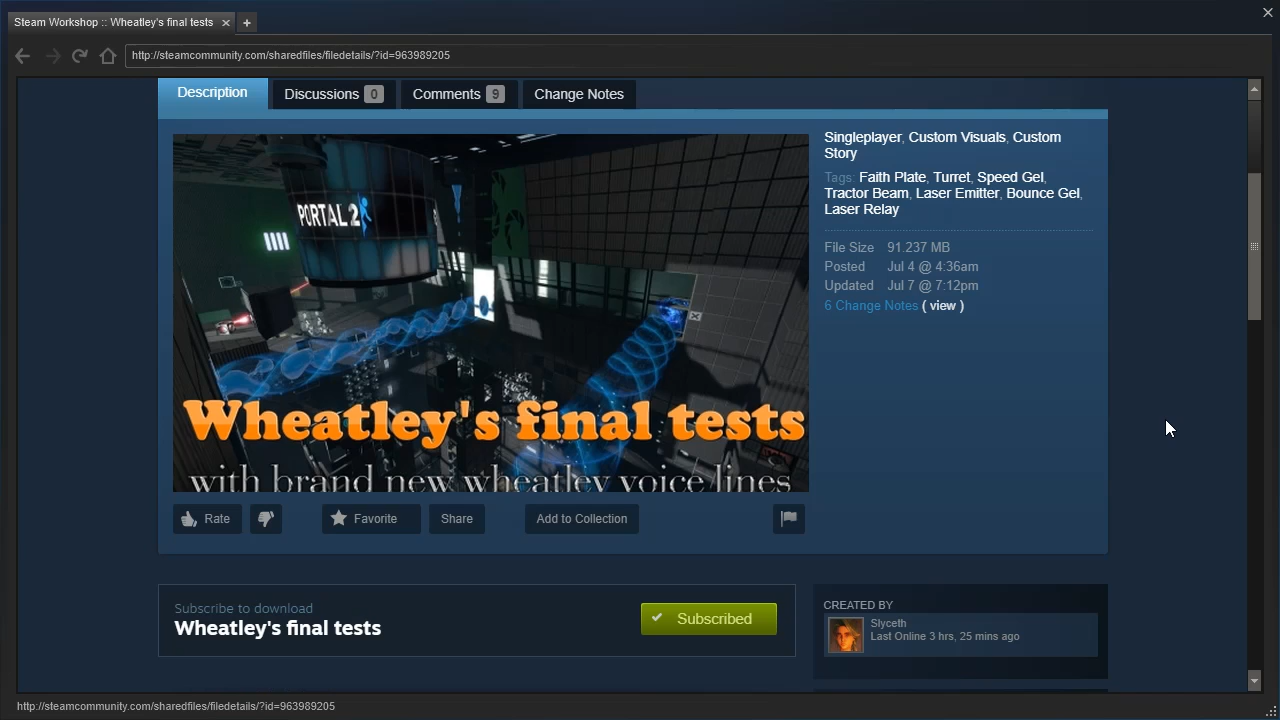 Steam Workshop :: Wheatley's final tests
http://steamcommunity.com/sharedfiles/filedetails/?id=963989205
Description
Discussions 0
Comments 9
Change Notes
PORTAL 2
Wheatley's final tests
with brand new wheatley voice lines
Singleplayer, Custom Visuals, Custom
Story
Tags: Faith Plate, Turret, Speed Gel,
Tractor Beam, Laser Emitter, Bounce Gel,
Laser Relay
File Size 91.237 MB
Posted Jul 4 @ 4:36am
Updated Jul 7 @ 7:12pm
6 Change Notes ( view )
Rate
Favorite
Share
Add to Collection
Subscribe to download
Wheatley's final tests
Subscribed
CREATED BY
Slyceth
Last Online 3 hrs, 25 mins ago
http://steamcommunity.com/sharedfiles/filedetails/?id=963989205